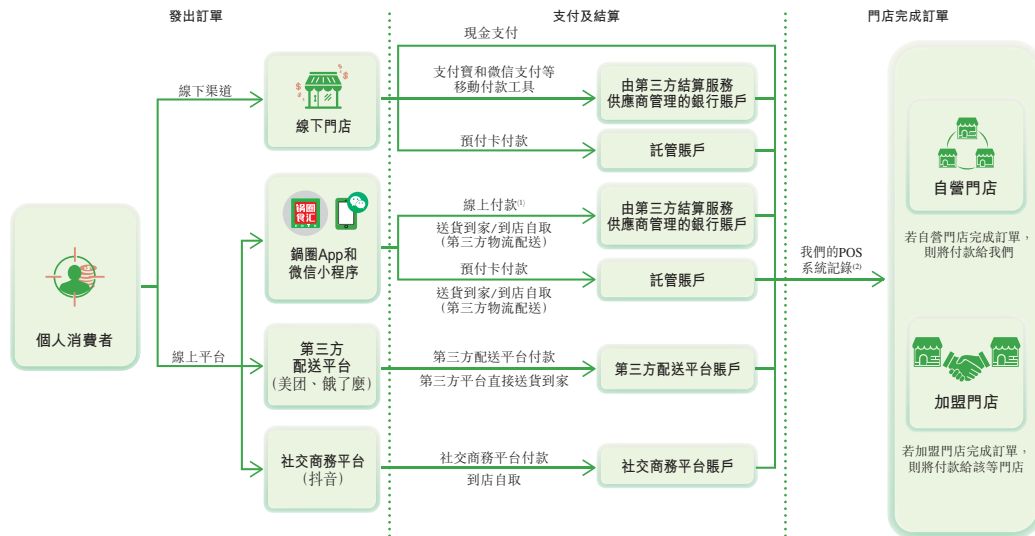 發出訂單
支付及結算
門店完成訂單
個人消費者
線下渠道
線上平台
線下門店
鍋圈
食汇
鍋圈App和
微信小程序
第三方
配送平台
(美团、餓了麼)
社交商務平台
(抖音)
現金支付
支付寶和微信支付等
移動付款工具
預付卡付款
線上付款(1)
送貨到家/到店自取
(第三方物流配送)
預付卡付款
送貨到家/到店自取
(第三方物流配送)
第三方配送平台付款
第三方平台直接送貨到家
社交商務平台付款
到店自取
由第三方結算服務
供應商管理的銀行賬戶
託管賬戶
由第三方結算服務
供應商管理的銀行賬戶
託管賬戶
第三方配送平台賬戶
社交商務平台賬戶
我們的POS
系統記錄(2)
自營門店
若自營門店完成訂單，
則將付款給我們
加盟門店
若加盟門店完成訂單，
則將付款給該等門店